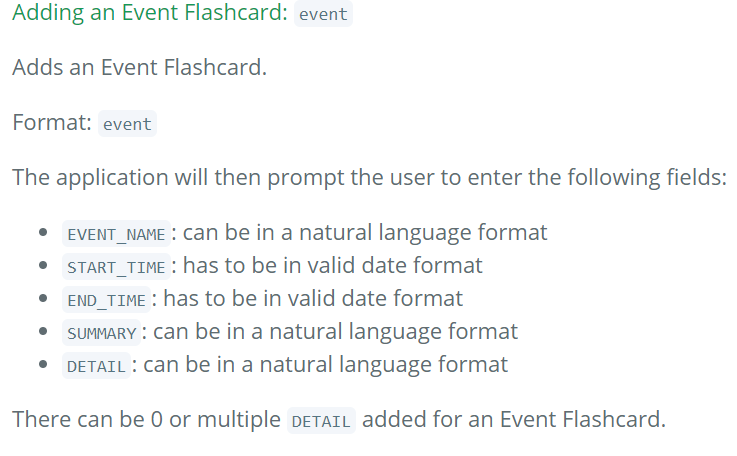 Adding an Event Flashcard: event
Adds an Event Flashcard.
Format: event
The application will then prompt the user to enter the following fields:
• EVENT_NAME: can be in a natural language format
• START_TIME: has to be in valid date format
• END_TIME: has to be in valid date format
• SUMMARY: can be in a natural language format
• DETAIL: can be in a natural language format
There can be 0 or multiple DETAIL added for an Event Flashcard.